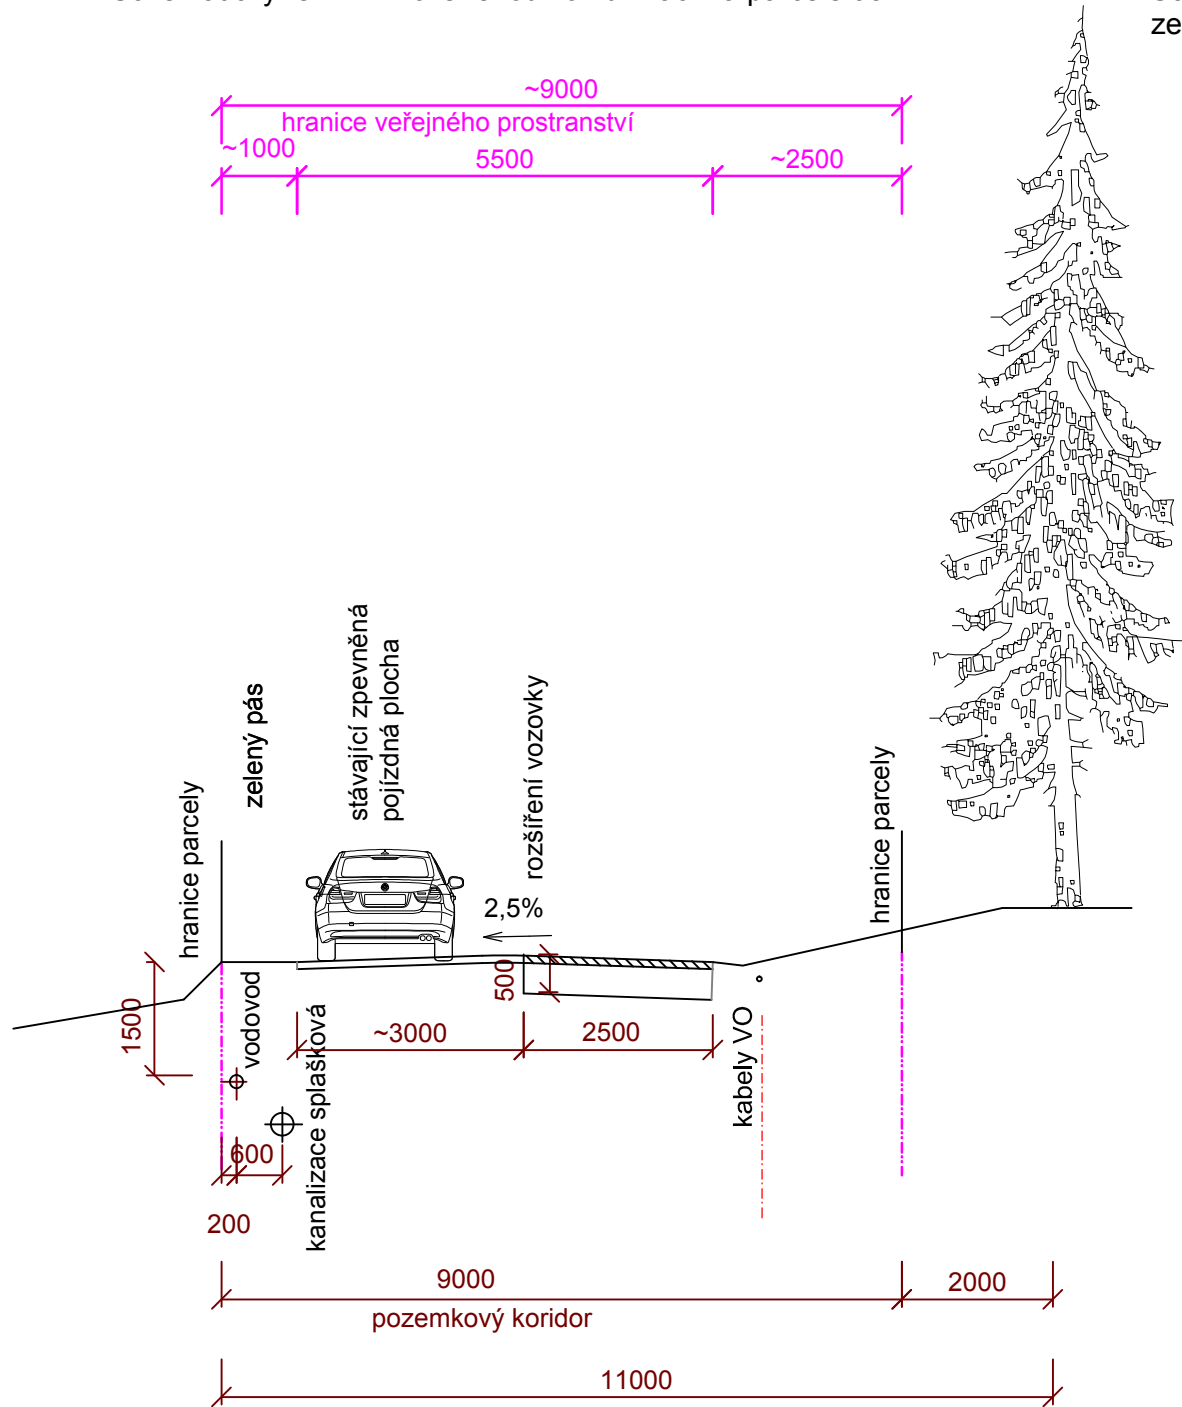 ze
~9000
hranice veřejného prostranství
~1000
5500
~2500
hranice parcely
zelený pás
stávající zpevněná
pojízdná plocha
rozšíření vozovky
hranice parcely
2,5%
500
1500
vodovod
kanalizace splašková
~3000
2500
kabely VO
600
200
9000
2000
pozemkový koridor
11000